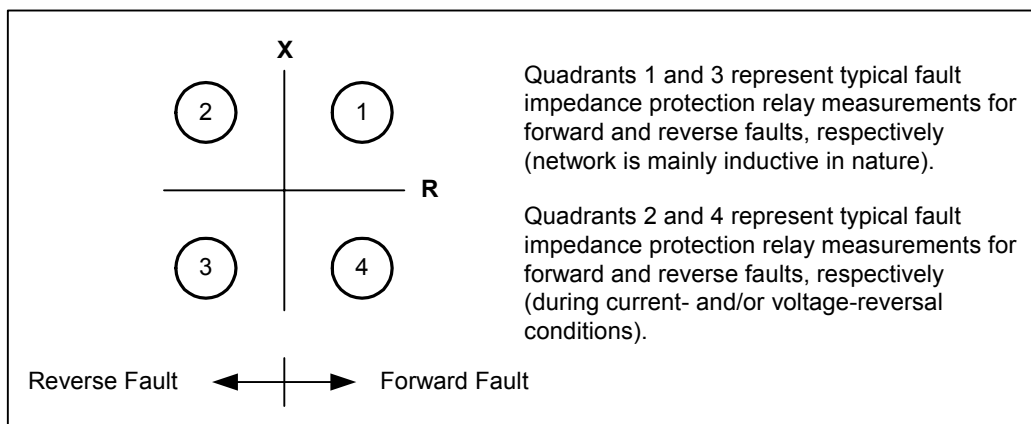 X
2
1
R
3
4
Reverse Fault
Forward Fault
Quadrants 1 and 3 represent typical fault
impedance protection relay measurements for
forward and reverse faults, respectively
(network is mainly inductive in nature).
Quadrants 2 and 4 represent typical fault
impedance protection relay measurements for
forward and reverse faults, respectively
(during current- and/or voltage-reversal
conditions).